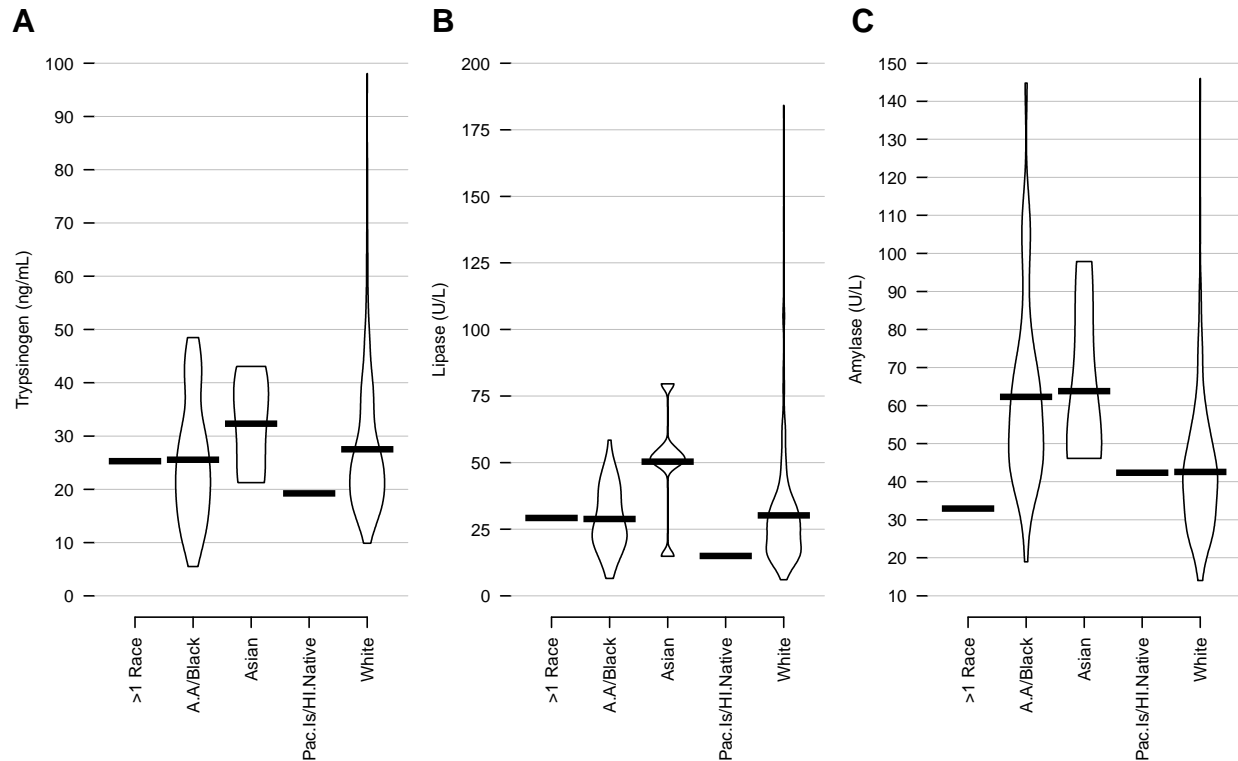 A
B
C
Trypsinogen (ng/mL)
100
90
80
70
60
50
40
30
20
10
0
>1 Race
A.A/Black
Asian
Pac.Is/HI.Native
White
Lipase (U/L)
200
175
150
125
100
75
50
25
0
>1 Race
A.A/Black
Asian
Pac.Is/HI.Native
White
Amylase (U/L)
150
140
130
120
110
100
90
80
70
60
50
40
30
20
10
>1 Race
A.A/Black
Asian
Pac.Is/HI.Native
White